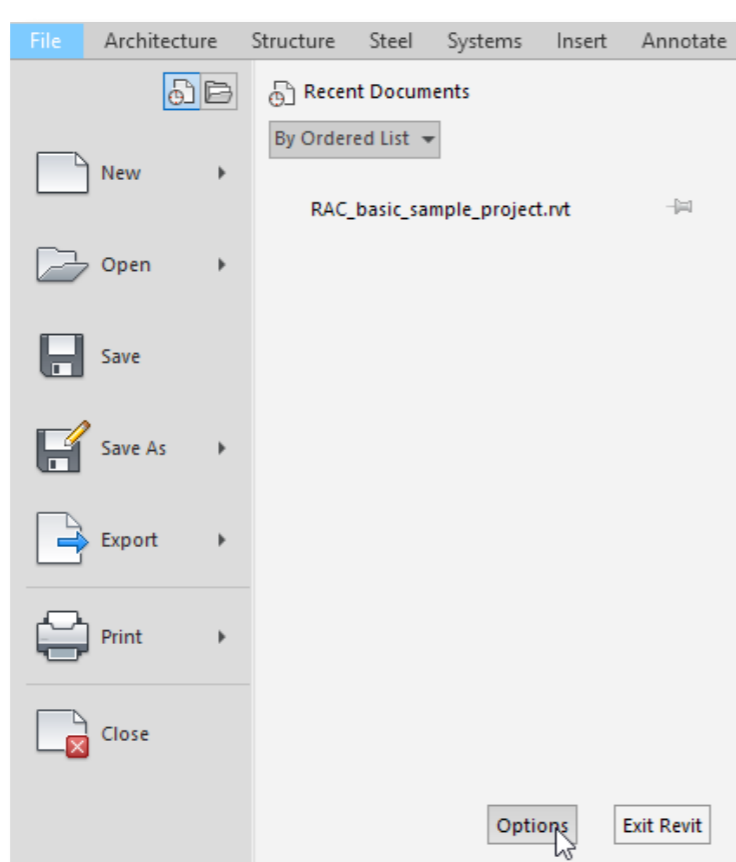 File Architecture Structure Steel Systems Insert Annotate
Recent Documents
By Ordered List
New
RAC_basic_sample_project.rvt
Open
Save
Save As
Export
Print
Close
Options Exit Revit